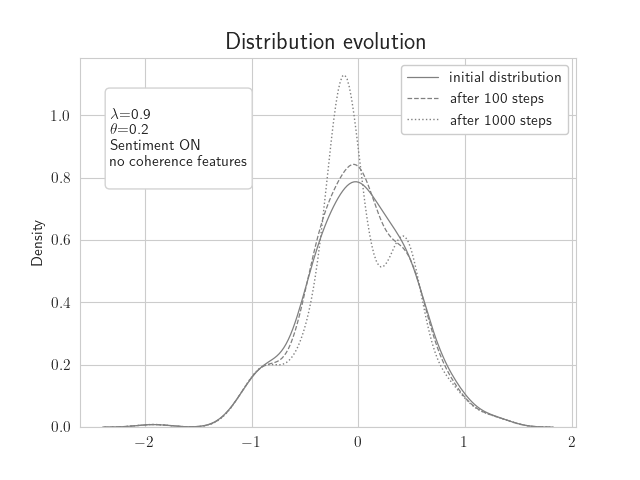 Distribution evolution
initial distribution
after 100 steps
after 1000 steps
λ=0.9
θ=0.2
Sentiment ON
no coherence features
Density
1.0
0.8
0.6
0.4
0.2
0.0
−2 −1 0 1 2